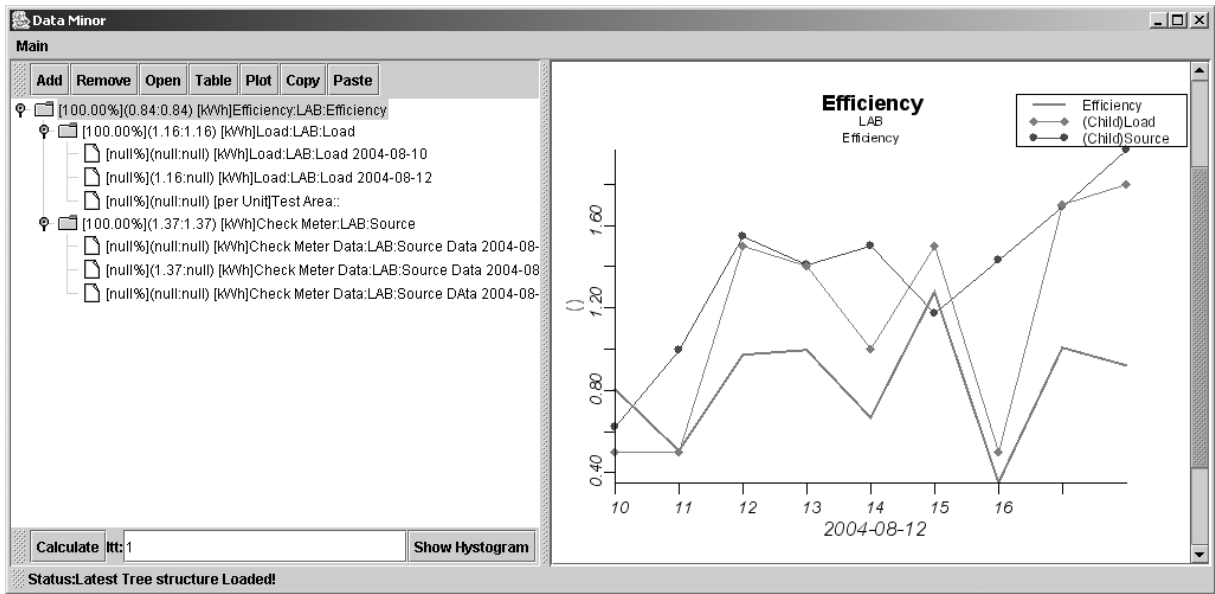 Data Minor
Main
Add Remove Open Table Plot Copy Paste
[100.00%](0.84:0.84) [kWh]Efficiency:LAB:Efficiency
[100.00%](1.16:1.16) [kWh]Load:LAB:Load
[null%](null:null) [kWh]Load:LAB:Load 2004-08-10
[null%](1.16:null) [kWh]Load:LAB:Load 2004-08-12
[null%](null:null) [per Unit]Test Area::
[100.00%](1.37:1.37) [kWh]Check Meter:LAB:Source
[null%](null:null) [kWh]Check Meter Data:LAB:Source Data 2004-08-
[null%](1.37:null) [kWh]Check Meter Data:LAB:Source Data 2004-08
[null%](null:null) [kWh]Check Meter Data:LAB:Source DAta 2004-08-
Calculate Itt: 1 Show Hystogram
Status:Latest Tree structure Loaded!
Efficiency
LAB
Efficiency
Efficiency
(Child)Load
(Child)Source
1.60
1.20
0.80
0.40
()
10 11 12 13 14 15 16
2004-08-12